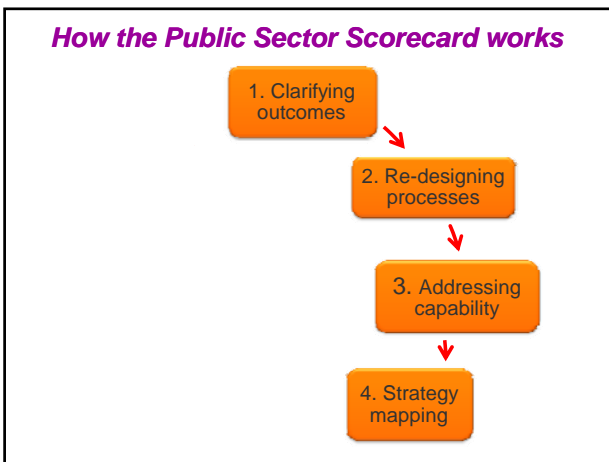 How the Public Sector Scorecard works
1. Clarifying
outcomes
2. Re-designing
processes
3. Addressing
capability
4. Strategy
mapping